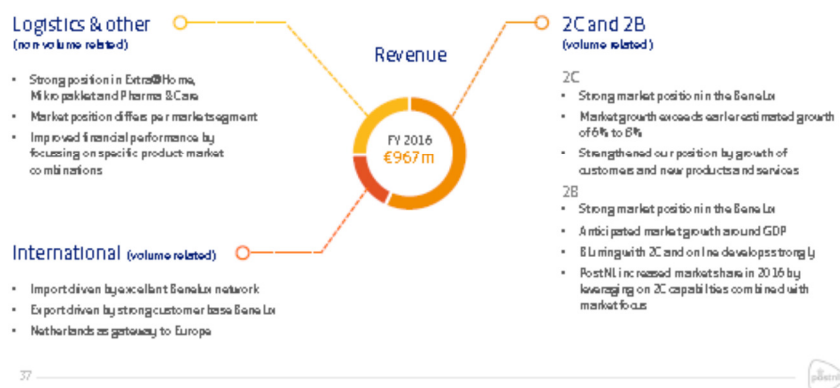 Logistics & other
(non-volume related)
• Strong position in Extra@Home,
Mikropakket and Pharma & Care
• Market position differs per market segment
• Improved financial performance by
focussing on specific product-market
combinations
Revenue
FY 2016
€967m
2C and 2B
(volume related)
2C
• Strong market position in the Benelux
• Market growth exceeds earlier estimated growth
of 6% to 8%
• Strengthened our position by growth of
customers and new products and services
2B
• Strong market position in the Benelux
• Anticipated market growth around GDP
• Blurring with 2C and online develops strongly
• PostNL increased market share in 2016 by
leveraging on 2C capabilities combined with
market focus
International (volume related)
• Import driven by excellent Benelux network
• Export driven by strong customer base Benelux
• Netherlands as gateway to Europe
37
postnl